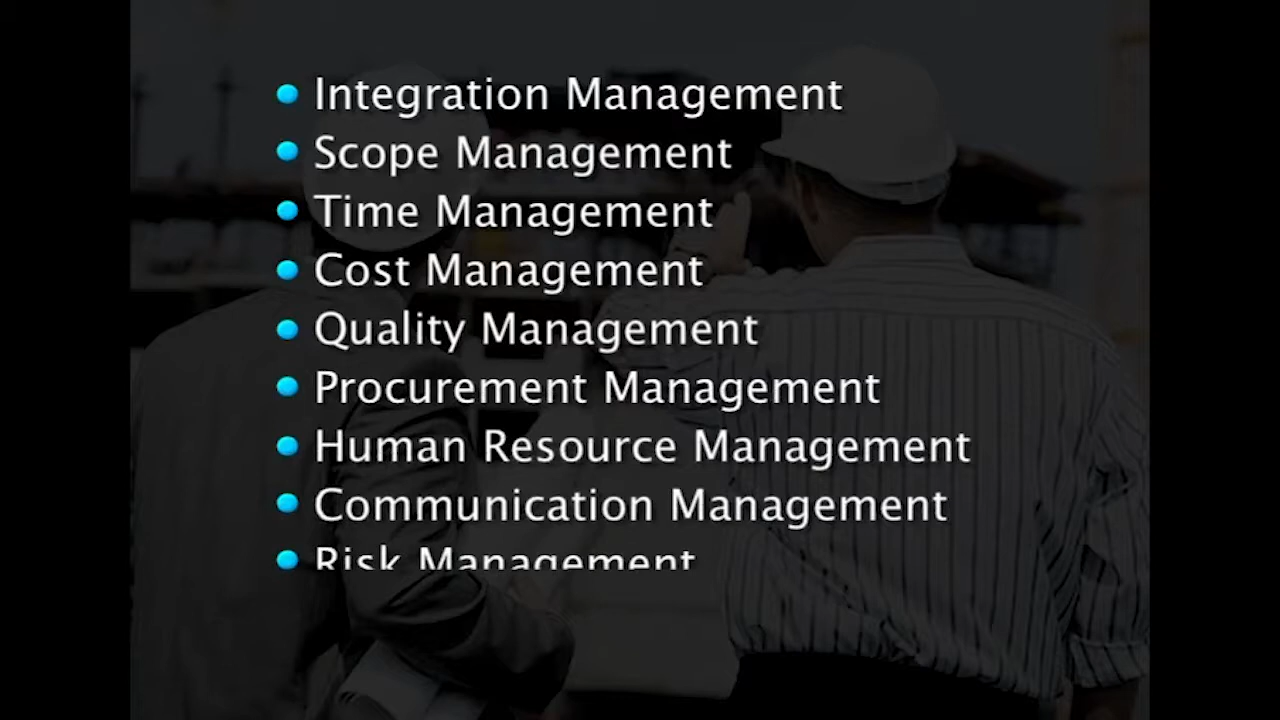 Integration Management
Scope Management
Time Management
Cost Management
Quality Management
Procurement Management
Human Resource Management
Communication Management
Risk Management